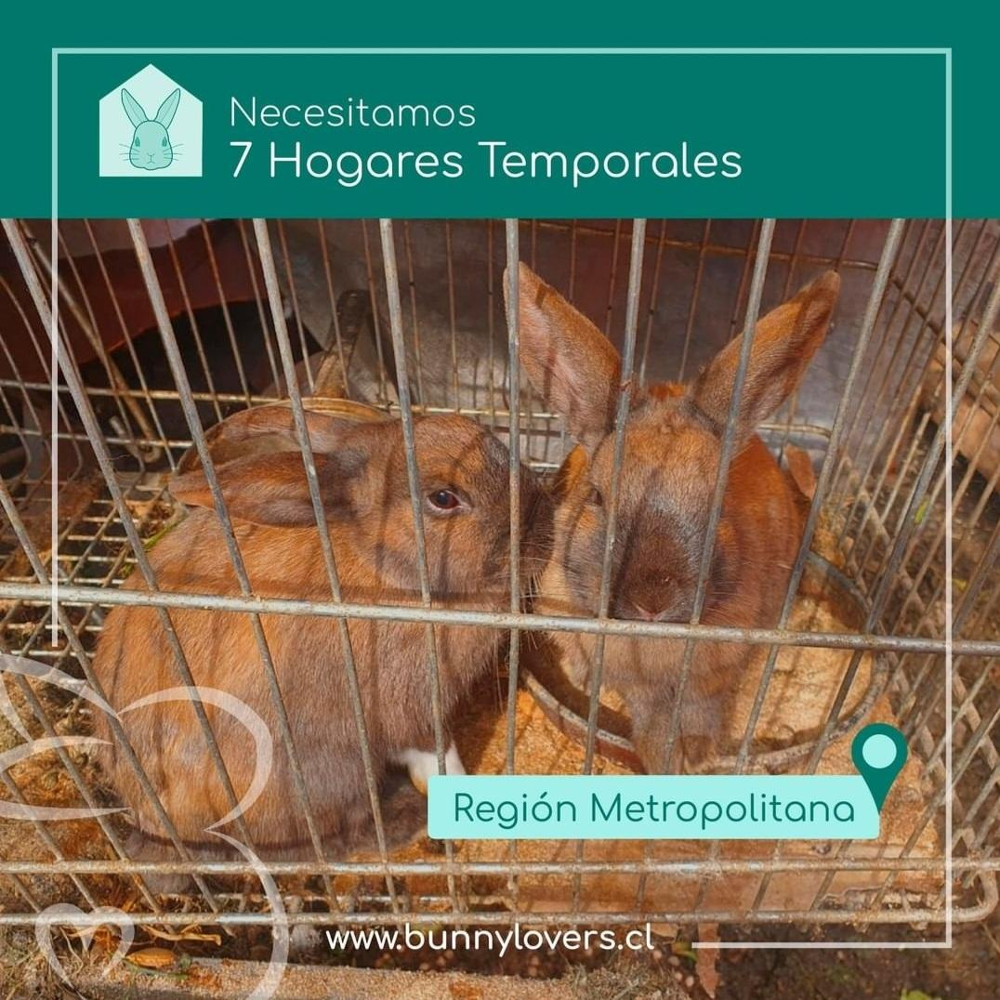 Necesitamos
7 Hogares Temporales
Región Metropolitana
www.bunnylovers.cl